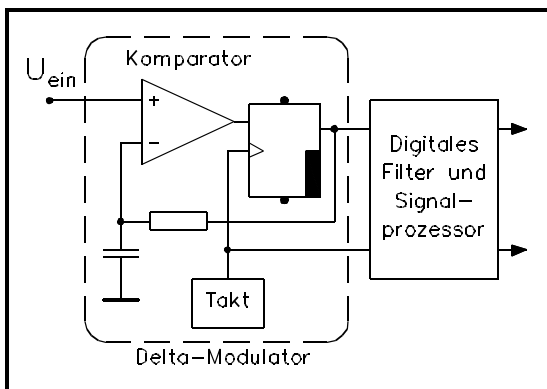 Komparator
U ein
+
−
Digitales
Filter und
Signal-
prozessor
Takt
Delta-Modulator